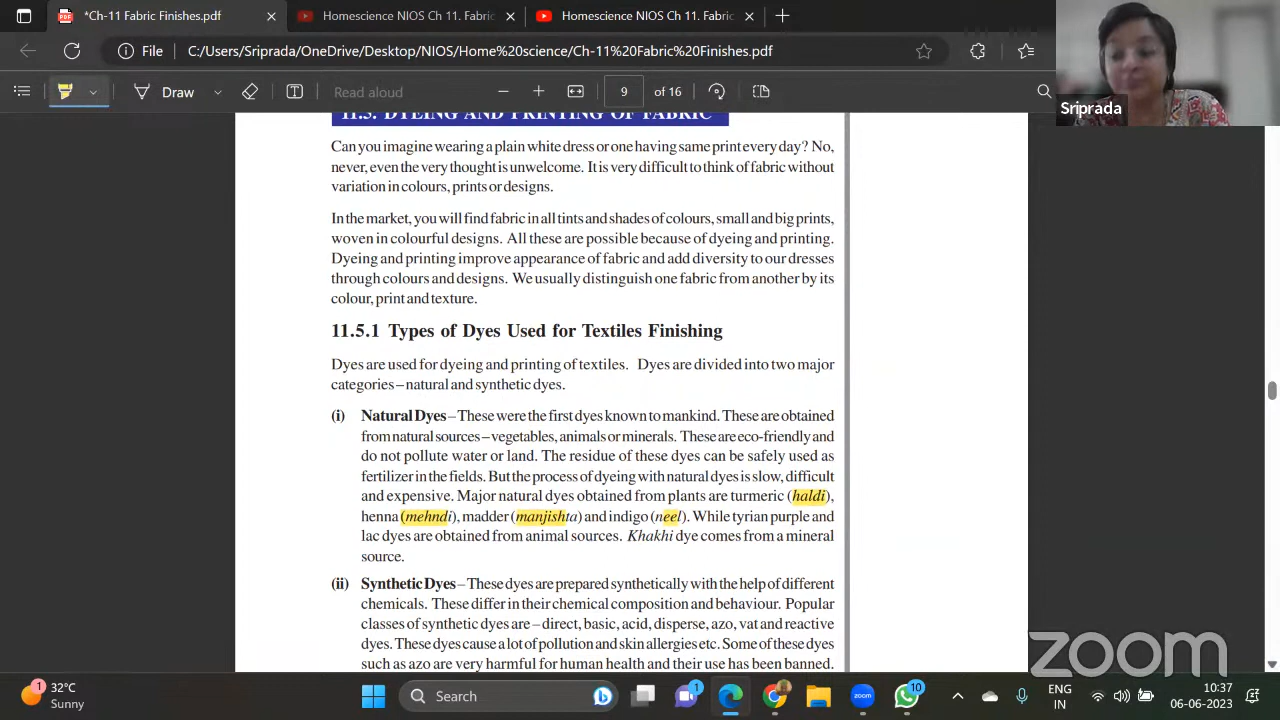 *Ch-11 Fabric Finishes.pdf
Homescience NIOS Ch 11. Fabric
Homescience NIOS Ch 11. Fabric
File C:/Users/Sriprada/OneDrive/Desktop/NIOS/Home%20science/Ch-11%20Fabric%20Finishes.pdf
Draw Read aloud 9 of 16
Sriprada
11.5. DYEING AND PRINTING OF FABRIC
Can you imagine wearing a plain white dress or one having same print every day? No,
never, even the very thought is unwelcome. It is very difficult to think of fabric without
variation in colours, prints or designs.
In the market, you will find fabric in all tints and shades of colours, small and big prints,
woven in colourful designs. All these are possible because of dyeing and printing.
Dyeing and printing improve appearance of fabric and add diversity to our dresses
through colours and designs. We usually distinguish one fabric from another by its
colour, print and texture.
11.5.1 Types of Dyes Used for Textiles Finishing
Dyes are used for dyeing and printing of textiles. Dyes are divided into two major
categories – natural and synthetic dyes.
(i) Natural Dyes – These were the first dyes known to mankind. These are obtained
from natural sources – vegetables, animals or minerals. These are eco-friendly and
do not pollute water or land. The residue of these dyes can be safely used as
fertilizer in the fields. But the process of dyeing with natural dyes is slow, difficult
and expensive. Major natural dyes obtained from plants are turmeric (haldi),
henna (mehndi), madder (manjishta) and indigo (neel). While tyrian purple and
lac dyes are obtained from animal sources. Khakhi dye comes from a mineral
source.
(ii) Synthetic Dyes – These dyes are prepared synthetically with the help of different
chemicals. These differ in their chemical composition and behaviour. Popular
classes of synthetic dyes are – direct, basic, acid, disperse, azo, vat and reactive
dyes. These dyes cause a lot of pollution and skin allergies etc. Some of these dyes
such as azo are very harmful for human health and their use has been banned.
zoom
1
32°C
Sunny
Search
1
zoom
10
ENG
IN
10:37
06-06-2023